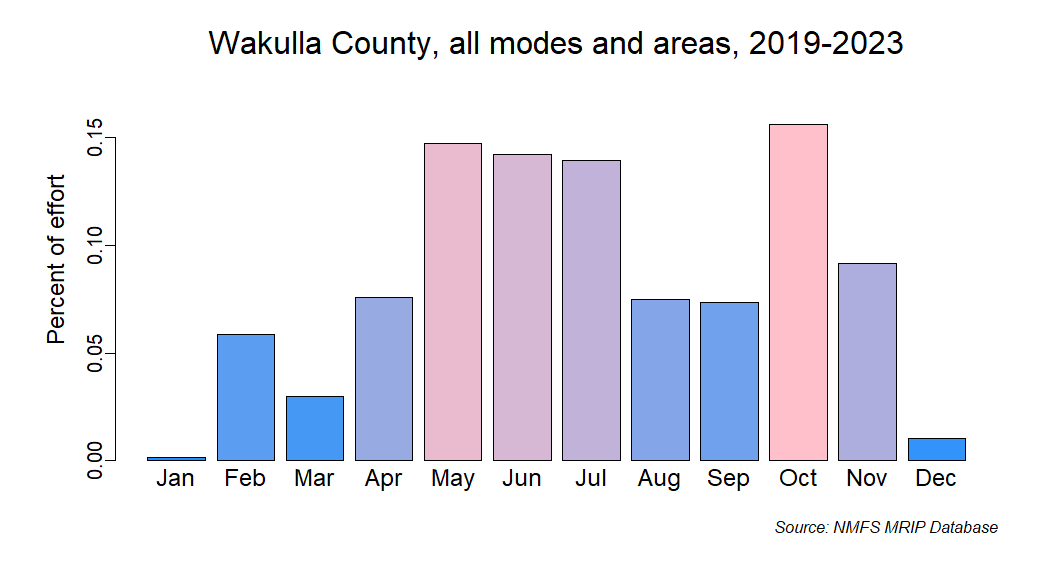 Wakulla County, all modes and areas, 2019-2023
Percent of effort
0.15
0.10
0.05
0.00
Jan Feb Mar Apr May Jun Jul Aug Sep Oct Nov Dec
Source: NMFS MRIP Database